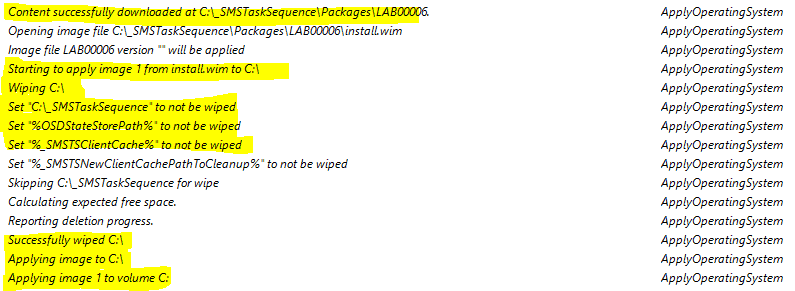 Content successfully downloaded at C:\_SMSTaskSequence\Packages\LAB00006. ApplyOperatingSystem
Opening image file C:\_SMSTaskSequence\Packages\LAB00006\install.wim ApplyOperatingSystem
Image file LAB00006 version "" will be applied ApplyOperatingSystem
Starting to apply image 1 from install.wim to C:\ ApplyOperatingSystem
Wiping C:\ ApplyOperatingSystem
Set "C:\_SMSTaskSequence" to not be wiped ApplyOperatingSystem
Set "%OSDStateStorePath%" to not be wiped ApplyOperatingSystem
Set "%_SMSTSClientCache%" to not be wiped ApplyOperatingSystem
Set "%_SMSTSNewClientCachePathToCleanup%" to not be wiped ApplyOperatingSystem
Skipping C:\_SMSTaskSequence for wipe ApplyOperatingSystem
Calculating expected free space. ApplyOperatingSystem
Reporting deletion progress. ApplyOperatingSystem
Successfully wiped C:\ ApplyOperatingSystem
Applying image to C:\ ApplyOperatingSystem
Applying image 1 to volume C: ApplyOperatingSystem